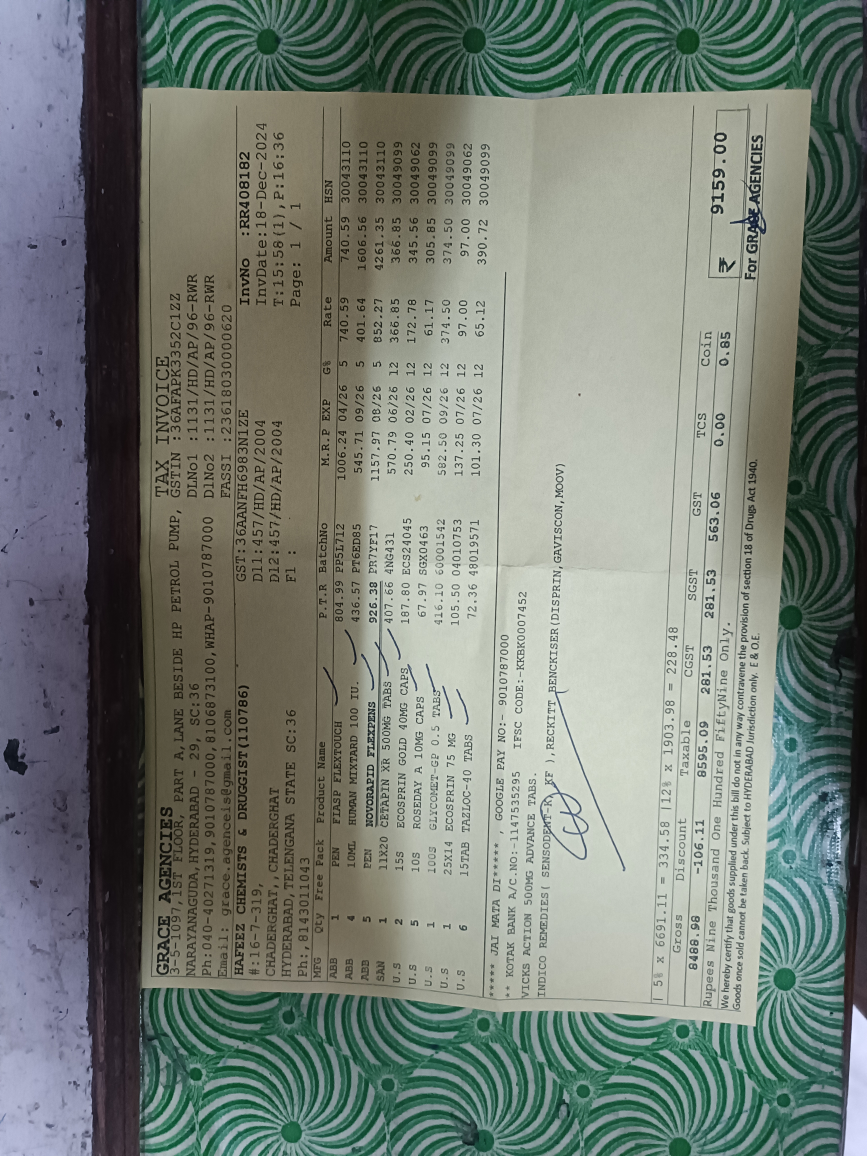 GRACE AGENCIES
3-5-1097,1ST FLOOR, PART A,LANE BESIDE HP PETROL PUMP,
NARAYANAGUDA,HYDERABAD - 29 SC:36
Ph:040-40271319,9010787000,8106873100,WHAP-9010787000
Email: grace.agenceis@gmail.com
TAX INVOICE
GSTIN :36AFAPK3352C1ZZ
DLNo1 :1131/HD/AP/96-RWR
DlNo2 :1131/HD/AP/96-RWR
FASSI :23618030000620
HAFEEZ CHEMISTS & DRUGGIST(110786)
#:16-7-319,
CHADERGHAT,,CHADERGHAT
HYDERABAD,TELENGANA STATE SC:36
Ph:,8143011043
GST:36AANFH6983N1ZE
D11:457/HD/AP/2004
D12:457/HD/AP/2004
Fl :
InvNo :RR408182
InvDate:18-Dec-2024
T:15:58(1),P:16:36
Page: 1 / 1
MFG Qty Free Pack Product Name P.T.R BatchNo M.R.P EXP G% Rate Amount HSN
ABB 1 PEN FIASP FLEXTOUCH 804.99 PP5L712 1006.24 04/26 5 740.59 740.59 30043110
ABB 4 10ML HUMAN MIXTARD 100 IU. 436.57 PT6ED85 545.71 09/26 5 401.64 1606.56 30043110
ABB 5 PEN NOVORAPID FLEXPENS 926.38 PR7YF17 1157.97 08/26 5 852.27 4261.35 30043110
SAN 1 11X20 CETAPIN XR 500MG TABS 407.66 4NG431 570.79 06/26 12 366.85 366.85 30049099
U.S 2 15S ECOSPRIN GOLD 40MG CAPS 187.80 ECS24045 250.40 02/26 12 172.78 345.56 30049062
U.S 5 10S ROSEDAY A 10MG CAPS 67.97 SGX0463 95.15 07/26 12 61.17 305.85 30049099
U.S 1 100S GLYCOMET-GP 0.5 TABS 416.10 60001542 582.50 09/26 12 374.50 374.50 30049099
U.S 1 25X14 ECOSPRIN 75 MG 105.50 04010753 137.25 07/26 12 97.00 97.00 30049062
U.S 6 15TAB TAZLOC-40 TABS 72.36 48019571 101.30 07/26 12 65.12 390.72 30049099
***** JAI MATA DI***** , GOOGLE PAY NO:- 9010787000
** KOTAK BANK A/C.NO:-1147535295 IFSC CODE:-KKBK0007452
VICKS ACTION 500MG ADVANCE TABS.
INDICO REMEDIES( SENSODENT-K, KF ),RECKITT BENCKISER(DISPRIN,GAVISCON,MOOV)
| 5% x 6691.11 = 334.58 |12% x 1903.98 = 228.48
Gross Discount Taxable CGST SGST GST TCS Coin
8488.98 -106.11 8595.09 281.53 281.53 563.06 0.00 0.85
₹ 9159.00
Rupees Nine Thousand One Hundred FiftyNine Only.
We hereby certify that goods supplied under this bill do not in any way contravene the provision of section 18 of Drugs Act 1940.
Goods once sold cannot be taken back. Subject to HYDERABAD Jurisdiction only. E & O.E.
For GRACE AGENCIES